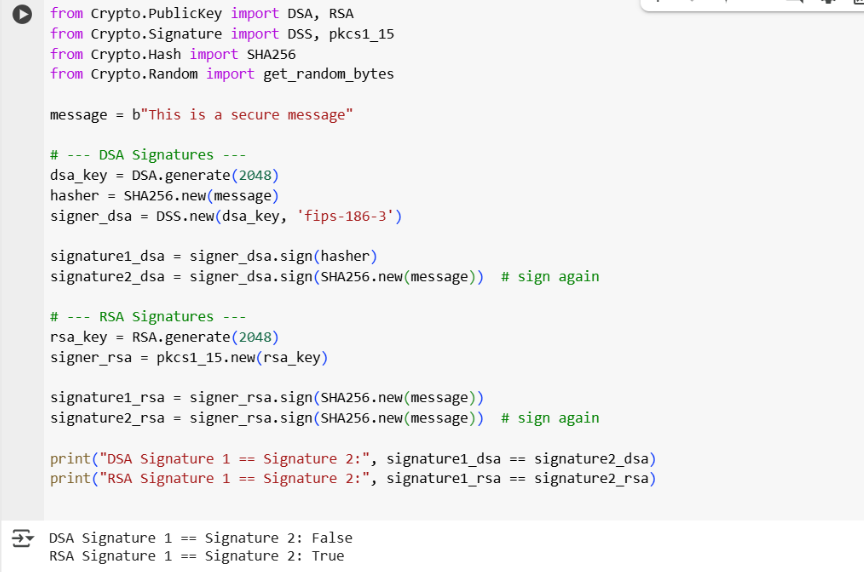 from Crypto.PublicKey import DSA, RSA
from Crypto.Signature import DSS, pkcs1_15
from Crypto.Hash import SHA256
from Crypto.Random import get_random_bytes

message = b"This is a secure message"

# --- DSA Signatures ---
dsa_key = DSA.generate(2048)
hasher = SHA256.new(message)
signer_dsa = DSS.new(dsa_key, 'fips-186-3')

signature1_dsa = signer_dsa.sign(hasher)
signature2_dsa = signer_dsa.sign(SHA256.new(message))  # sign again

# --- RSA Signatures ---
rsa_key = RSA.generate(2048)
signer_rsa = pkcs1_15.new(rsa_key)

signature1_rsa = signer_rsa.sign(SHA256.new(message))
signature2_rsa = signer_rsa.sign(SHA256.new(message))  # sign again

print("DSA Signature 1 == Signature 2:", signature1_dsa == signature2_dsa)
print("RSA Signature 1 == Signature 2:", signature1_rsa == signature2_rsa)

DSA Signature 1 == Signature 2: False
RSA Signature 1 == Signature 2: True